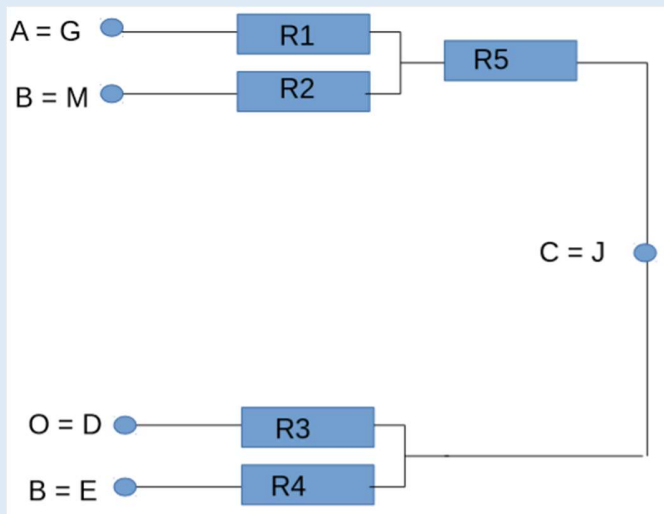 A = G
R1
R5
B = M
R2
C = J
O = D
R3
B = E
R4